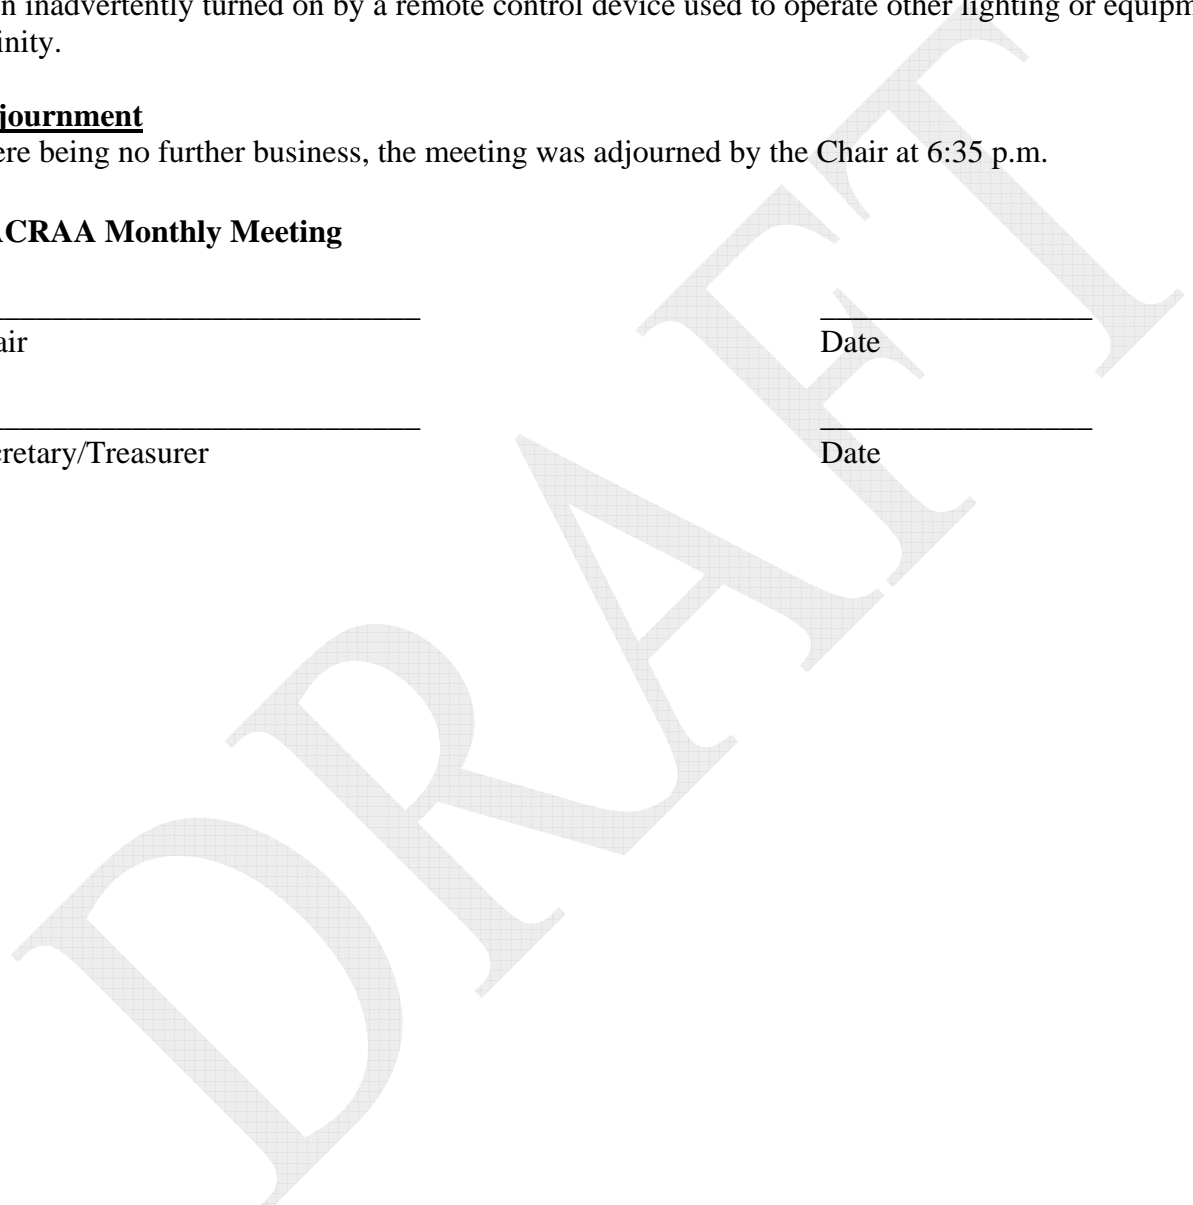 n inadvertently turned on by a remote control device used to operate other lighting or equipm
inity.
journment
ere being no further business, the meeting was adjourned by the Chair at 6:35 p.m.
ACRAA Monthly Meeting
air
Date
cretary/Treasurer
Date
DRAFT